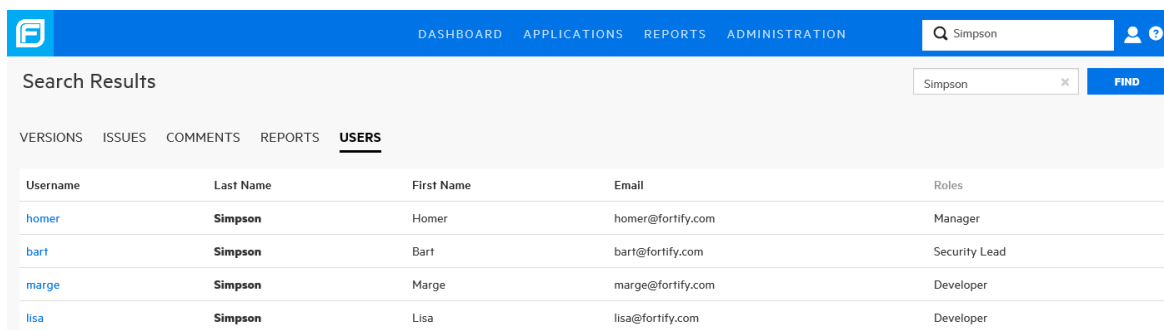 DASHBOARD APPLICATIONS REPORTS ADMINISTRATION Simpson ?
Search Results Simpson × FIND
VERSIONS ISSUES COMMENTS REPORTS USERS
Username Last Name First Name Email Roles
homer Simpson Homer homer@fortify.com Manager
bart Simpson Bart bart@fortify.com Security Lead
marge Simpson Marge marge@fortify.com Developer
lisa Simpson Lisa lisa@fortify.com Developer